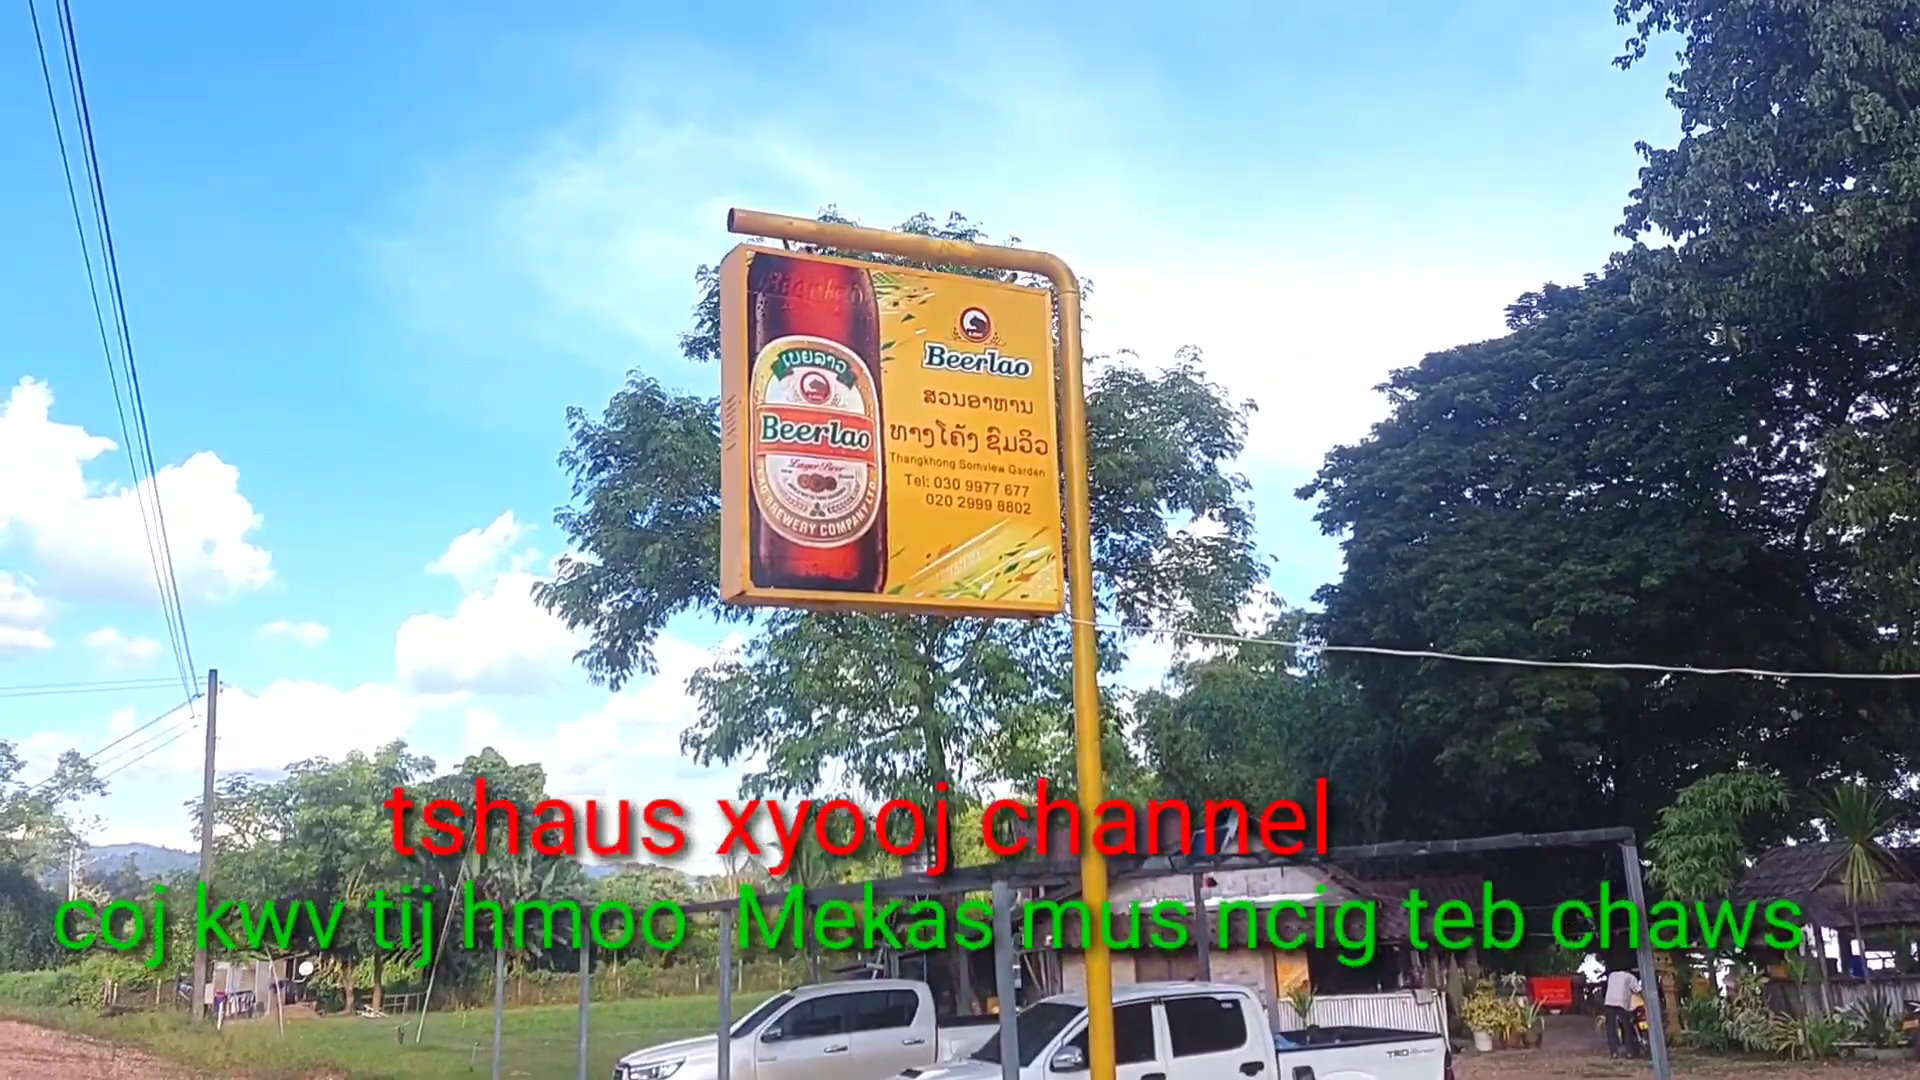 ເບຍລາວ
Beerlao
Lager Beer
LAO BREWERY COMPANY LTD.
Beerlao
ສວນອາຫານ
ທາງໂຄ້ງ ຊົມວິວ
Thangkhong Somview Garden
Tel: 030 9977 677
020 2999 8802
tshaus xyooj channel
coj kwv tij hmoo Mekas mus ncig teb chaws
TRD